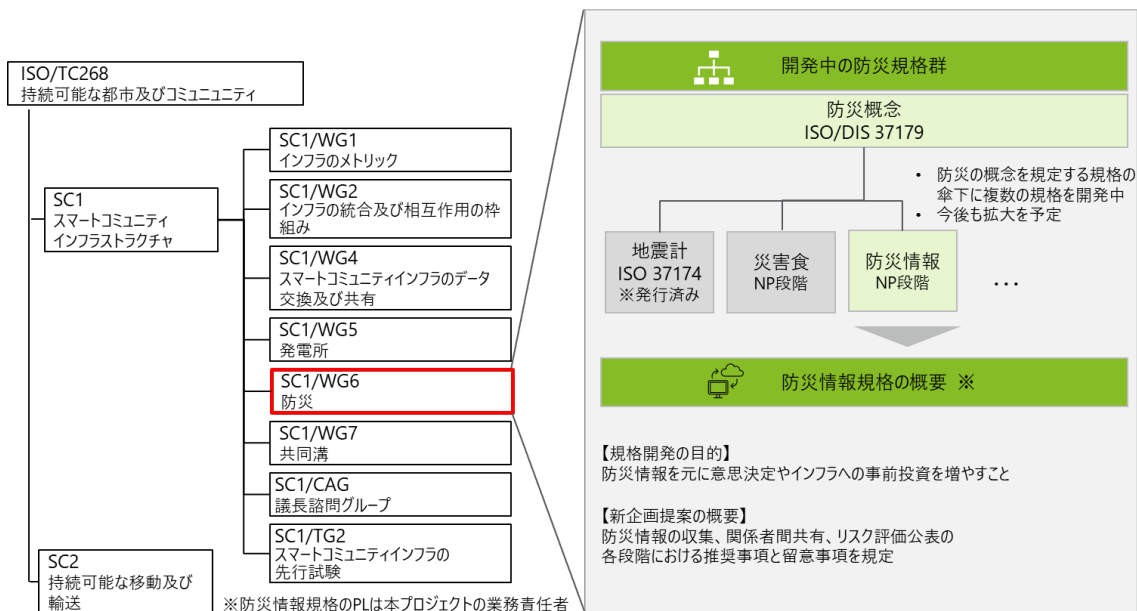 ISO/TC268
持続可能な都市及びコミュニュニティ
SC1
スマートコミュニティ
インフラストラクチャ
SC1/WG1
インフラのメトリック
SC1/WG2
インフラの統合及び相互作用の枠
組み
SC1/WG4
スマートコミュニティインフラのデータ
交換及び共有
SC1/WG5
発電所
SC1/WG6
防災
SC1/WG7
共同溝
SC1/CAG
議長諮問グループ
SC1/TG2
スマートコミュニティインフラの
先行試験
SC2
持続可能な移動及び
輸送
※防災情報規格のPLは本プロジェクトの業務責任者
開発中の防災規格群
防災概念
ISO/DIS 37179
• 防災の概念を規定する規格の
傘下に複数の規格を開発中
• 今後も拡大を予定
地震計
ISO 37174
※発行済み
災害食
NP段階
防災情報
NP段階
・・・
防災情報規格の概要 ※
【規格開発の目的】
防災情報を元に意思決定やインフラへの事前投資を増やすこと
【新企画提案の概要】
防災情報の収集、関係者間共有、リスク評価公表の
各段階における推奨事項と留意事項を規定